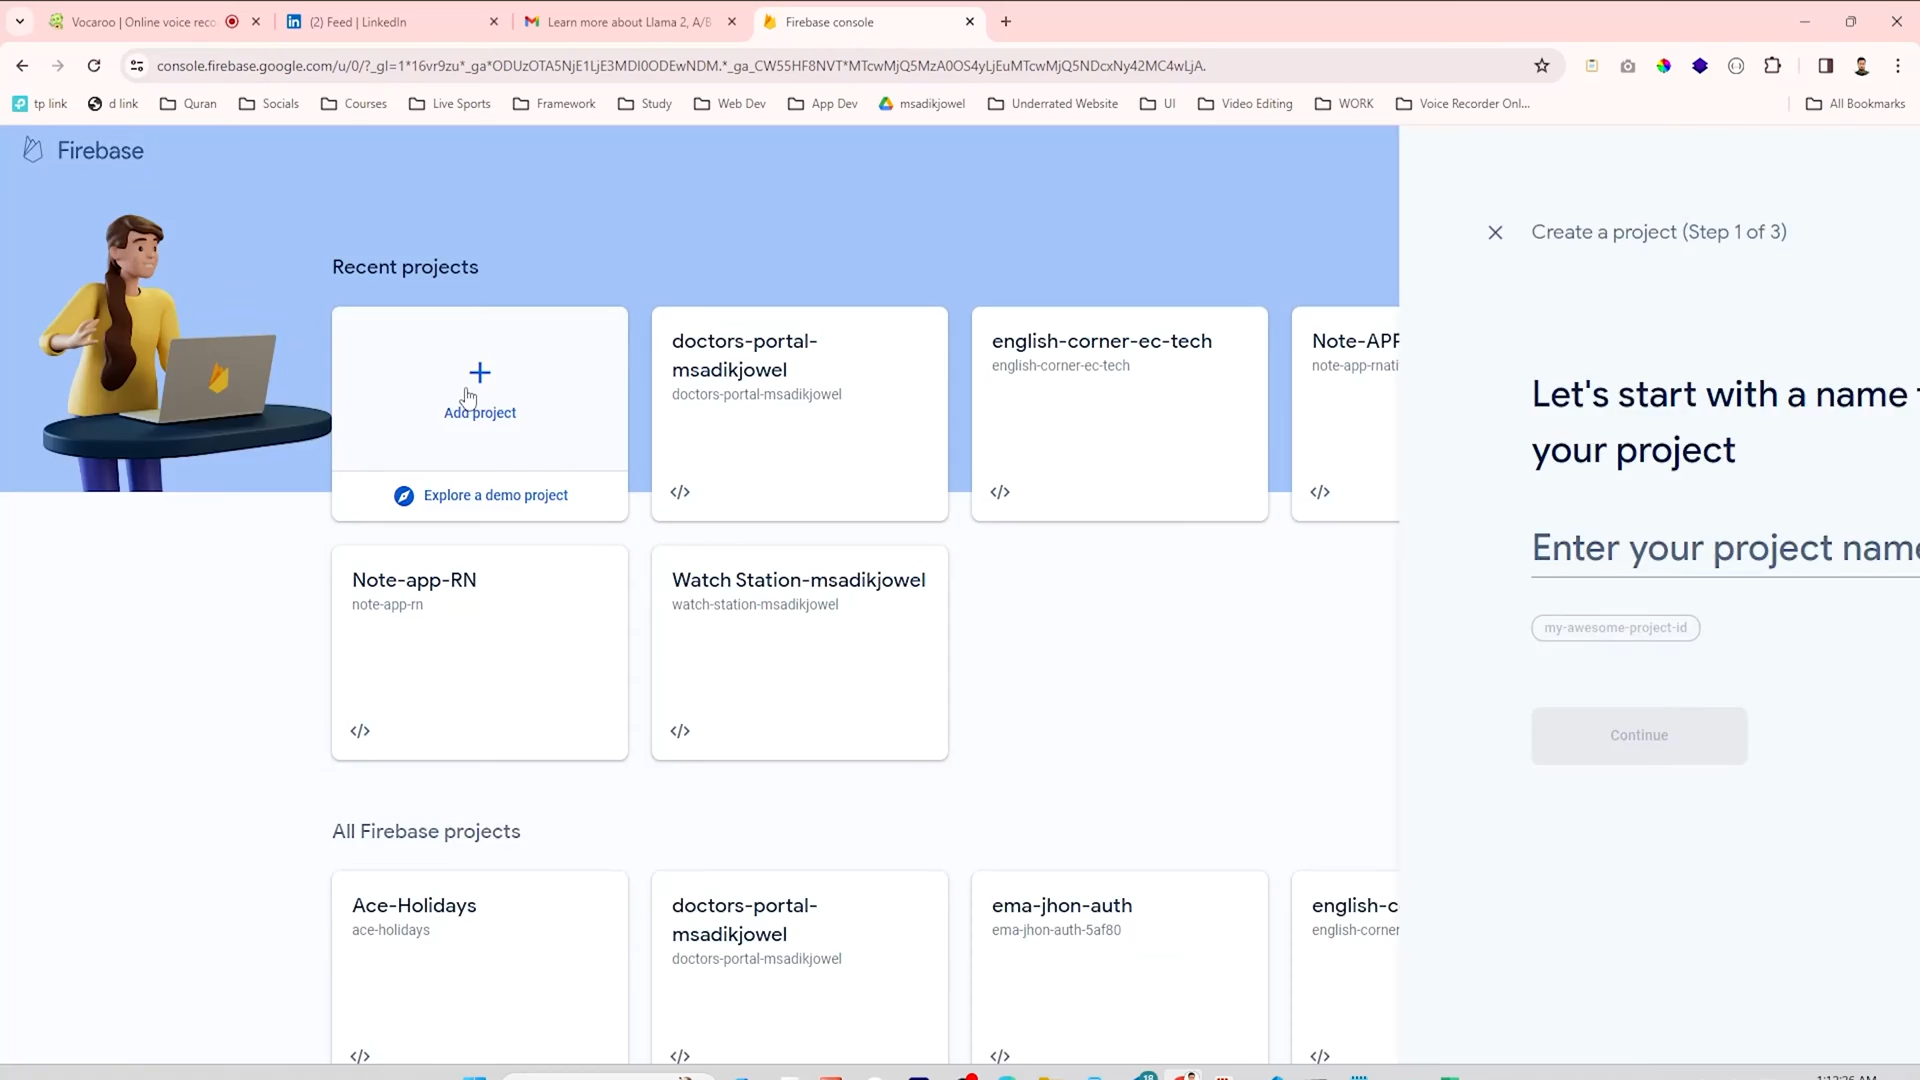 Vocaroo | Online voice reco
(2) Feed | LinkedIn
Learn more about Llama 2, A/B
Firebase console
console.firebase.google.com/u/0/?_gl=1*16vr9zu*_ga*ODUzOTA5NjE1LjE3MDI0ODEwNDM.*_ga_CW55HF8NVT*MTcwMjQ5MzA0OS4yLjEuMTcwMjQ5NDcxNy42MC4wLjA.
tp link
d link
Quran
Socials
Courses
Live Sports
Framework
Study
Web Dev
App Dev
msadikjowel
Underrated Website
UI
Video Editing
WORK
Voice Recorder Onl...
All Bookmarks
Firebase
Recent projects
Add project
Explore a demo project
doctors-portal-
msadikjowel
doctors-portal-msadikjowel
english-corner-ec-tech
english-corner-ec-tech
Note-APP
note-app-rnati
Note-app-RN
note-app-rn
Watch Station-msadikjowel
watch-station-msadikjowel
All Firebase projects
Ace-Holidays
ace-holidays
doctors-portal-
msadikjowel
doctors-portal-msadikjowel
ema-jhon-auth
ema-jhon-auth-5af80
english-c
english-corner
Create a project (Step 1 of 3)
Let's start with a name
your project
Enter your project name
my-awesome-project-id
Continue